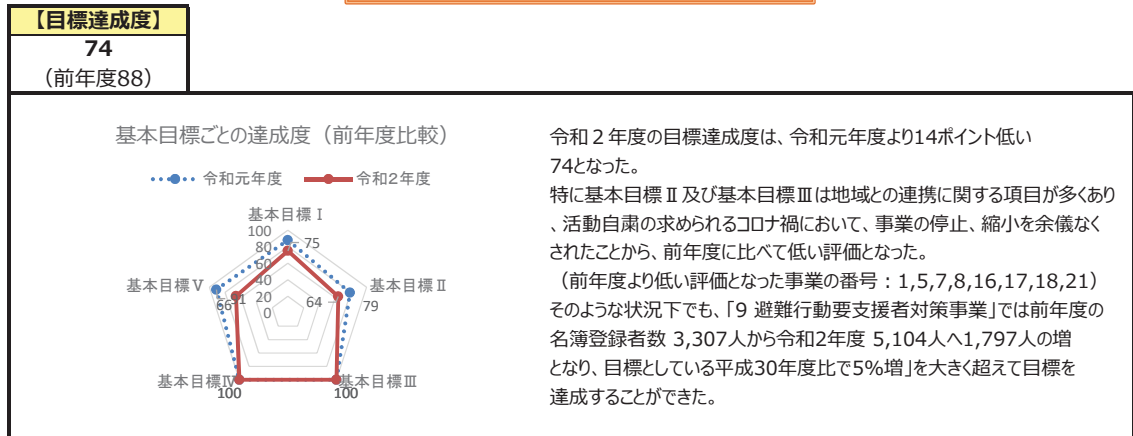 【目標達成度】
74
（前年度88）
基本目標ごとの達成度（前年度比較）
令和元年度
令和2年度
基本目標Ⅰ
100
80
75
60
基本目標Ⅴ
基本目標Ⅱ
40
66
64
79
20
0
基本目標Ⅳ
基本目標Ⅲ
100
100
令和２年度の目標達成度は、令和元年度より14ポイント低い
74となった。
特に基本目標Ⅱ及び基本目標Ⅲは地域との連携に関する項目が多くあり
、活動自粛の求められるコロナ禍において、事業の停止、縮小を余儀なく
されたことから、前年度に比べて低い評価となった。
（前年度より低い評価となった事業の番号：1,5,7,8,16,17,18,21）
そのような状況下でも、「9 避難行動要支援者対策事業」では前年度の
名簿登録者数 3,307人から令和2年度 5,104人へ1,797人の増
となり、目標としている平成30年度比で5%増」を大きく超えて目標を
達成することができた。